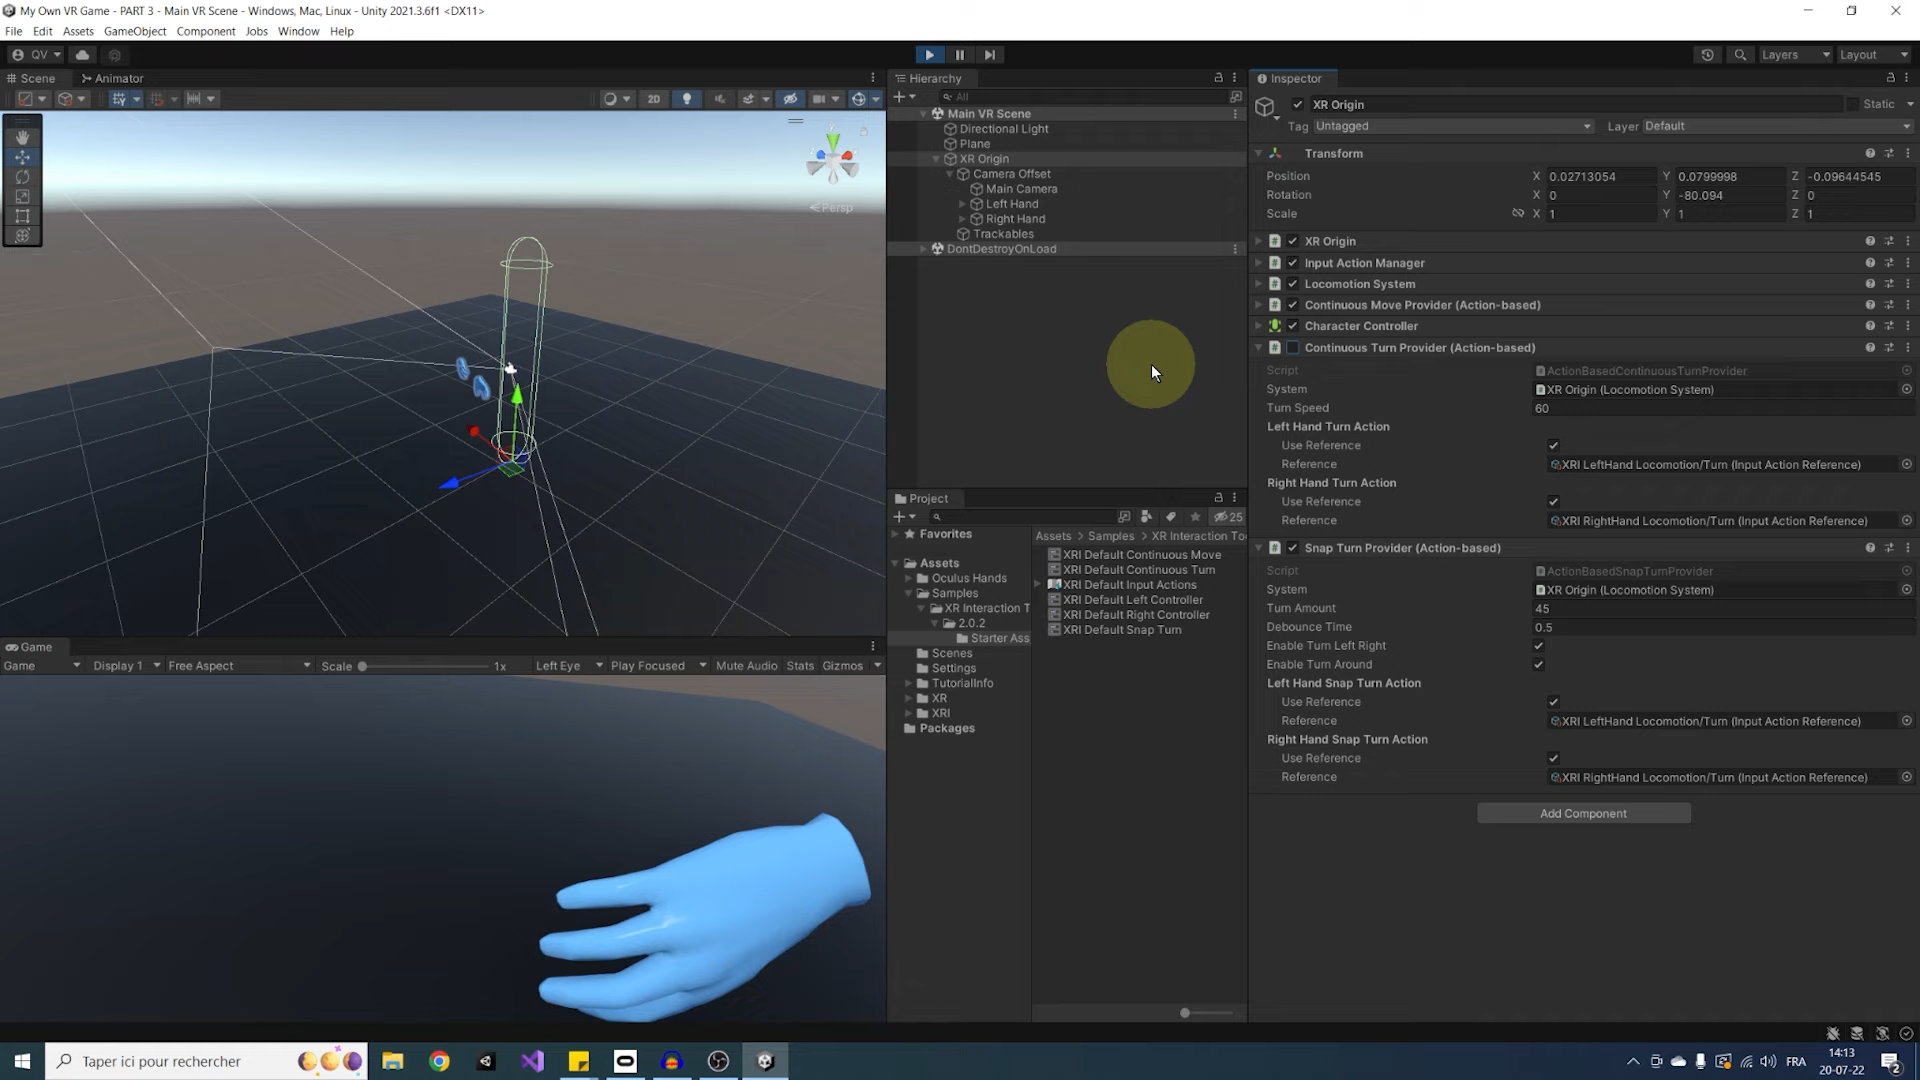 My Own VR Game - PART 3 - Main VR Scene - Windows, Mac, Linux - Unity 2021.3.6f1 <DX11>
File Edit Assets GameObject Component Jobs Window Help
QV Layers Layout
Scene Animator
2D
Persp
Hierarchy
All
Main VR Scene
Directional Light
Plane
XR Origin
Camera Offset
Main Camera
Left Hand
Right Hand
Trackables
DontDestroyOnLoad
Project
25
Favorites
Assets
Oculus Hands
Samples
XR Interaction T
2.0.2
Starter Ass
Scenes
Settings
TutorialInfo
XR
XRI
Packages
Assets > Samples > XR Interaction To
XRI Default Continuous Move
XRI Default Continuous Turn
XRI Default Input Actions
XRI Default Left Controller
XRI Default Right Controller
XRI Default Snap Turn
Inspector
XR Origin Static
Tag Untagged Layer Default
Transform
Position X 0.02713054 Y 0.0799998 Z -0.09644545
Rotation X 0 Y -80.094 Z 0
Scale X 1 Y 1 Z 1
XR Origin
Input Action Manager
Locomotion System
Continuous Move Provider (Action-based)
Character Controller
Continuous Turn Provider (Action-based)
Script ActionBasedContinuousTurnProvider
System XR Origin (Locomotion System)
Turn Speed 60
Left Hand Turn Action
Use Reference
Reference XRI LeftHand Locomotion/Turn (Input Action Reference)
Right Hand Turn Action
Use Reference
Reference XRI RightHand Locomotion/Turn (Input Action Reference)
Snap Turn Provider (Action-based)
Script ActionBasedSnapTurnProvider
System XR Origin (Locomotion System)
Turn Amount 45
Debounce Time 0.5
Enable Turn Left Right
Enable Turn Around
Left Hand Snap Turn Action
Use Reference
Reference XRI LeftHand Locomotion/Turn (Input Action Reference)
Right Hand Snap Turn Action
Use Reference
Reference XRI RightHand Locomotion/Turn (Input Action Reference)
Add Component
Game
Game Display 1 Free Aspect Scale 1x Left Eye Play Focused Mute Audio Stats Gizmos
Taper ici pour rechercher
FRA
14:13
20-07-22
2